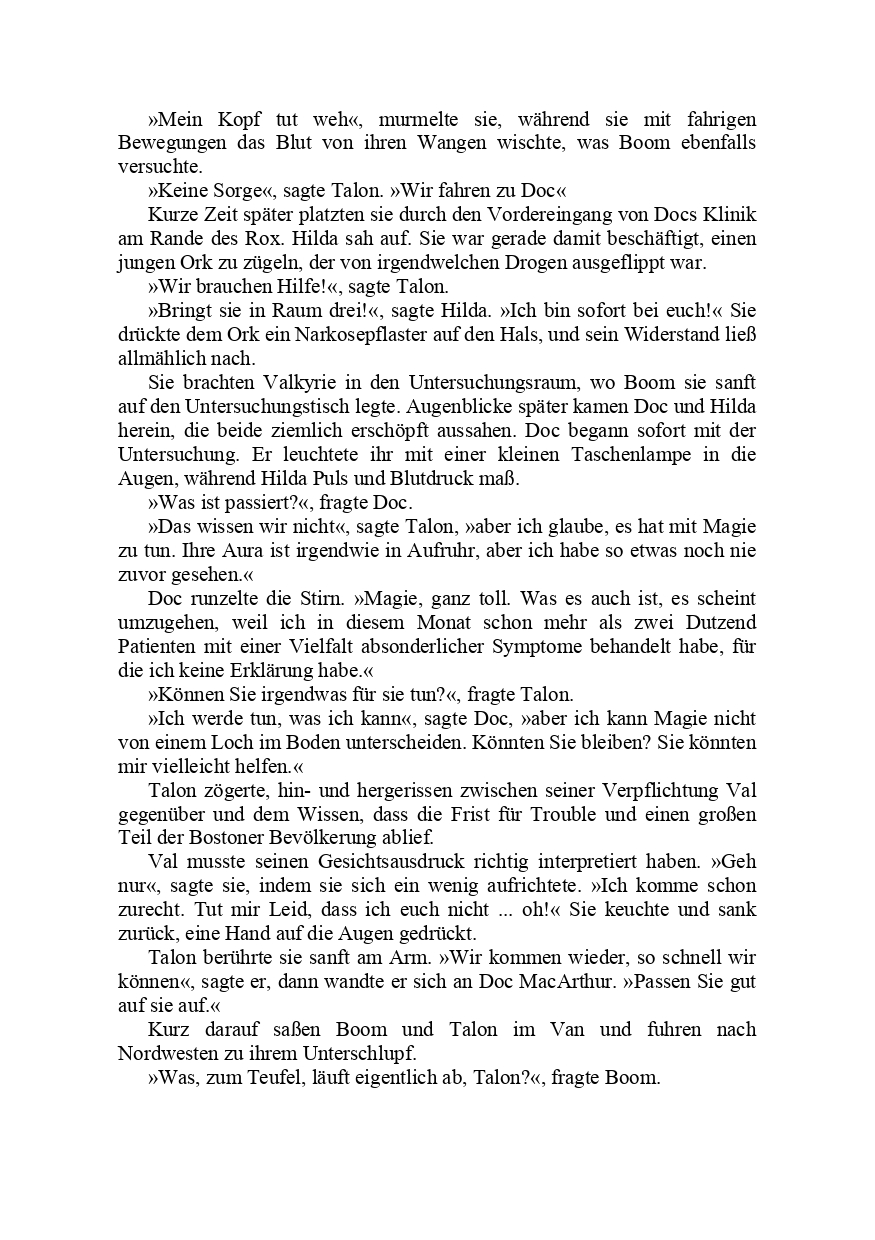 »Mein Kopf tut weh«, murmelte sie, während sie mit fahrigen
Bewegungen das Blut von ihren Wangen wischte, was Boom ebenfalls
versuchte.
»Keine Sorge«, sagte Talon. »Wir fahren zu Doc«
Kurze Zeit später platzten sie durch den Vordereingang von Docs Klinik
am Rande des Rox. Hilda sah auf. Sie war gerade damit beschäftigt, einen
jungen Ork zu zügeln, der von irgendwelchen Drogen ausgeflippt war.
»Wir brauchen Hilfe!«, sagte Talon.
»Bringt sie in Raum drei!«, sagte Hilda. »Ich bin sofort bei euch!« Sie
drückte dem Ork ein Narkosepflaster auf den Hals, und sein Widerstand ließ
allmählich nach.
Sie brachten Valkyrie in den Untersuchungsraum, wo Boom sie sanft
auf den Untersuchungstisch legte. Augenblicke später kamen Doc und Hilda
herein, die beide ziemlich erschöpft aussahen. Doc begann sofort mit der
Untersuchung. Er leuchtete ihr mit einer kleinen Taschenlampe in die
Augen, während Hilda Puls und Blutdruck maß.
»Was ist passiert?«, fragte Doc.
»Das wissen wir nicht«, sagte Talon, »aber ich glaube, es hat mit Magie
zu tun. Ihre Aura ist irgendwie in Aufruhr, aber ich habe so etwas noch nie
zuvor gesehen.«
Doc runzelte die Stirn. »Magie, ganz toll. Was es auch ist, es scheint
umzugehen, weil ich in diesem Monat schon mehr als zwei Dutzend
Patienten mit einer Vielfalt absonderlicher Symptome behandelt habe, für
die ich keine Erklärung habe.«
»Können Sie irgendwas für sie tun?«, fragte Talon.
»Ich werde tun, was ich kann«, sagte Doc, »aber ich kann Magie nicht
von einem Loch im Boden unterscheiden. Könnten Sie bleiben? Sie könnten
mir vielleicht helfen.«
Talon zögerte, hin- und hergerissen zwischen seiner Verpflichtung Val
gegenüber und dem Wissen, dass die Frist für Trouble und einen großen
Teil der Bostoner Bevölkerung ablief.
Val musste seinen Gesichtsausdruck richtig interpretiert haben. »Geh
nur«, sagte sie, indem sie sich ein wenig aufrichtete. »Ich komme schon
zurecht. Tut mir Leid, dass ich euch nicht ... oh!« Sie keuchte und sank
zurück, eine Hand auf die Augen gedrückt.
Talon berührte sie sanft am Arm. »Wir kommen wieder, so schnell wir
können«, sagte er, dann wandte er sich an Doc MacArthur. »Passen Sie gut
auf sie auf.«
Kurz darauf saßen Boom und Talon im Van und fuhren nach
Nordwesten zu ihrem Unterschlupf.
»Was, zum Teufel, läuft eigentlich ab, Talon?«, fragte Boom.